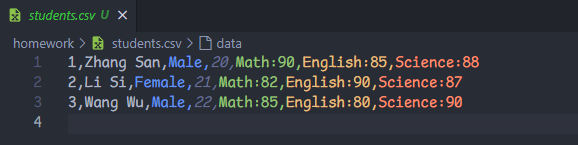 students.csv U ×
homework > students.csv > data
1 1,Zhang San,Male,20,Math:90,English:85,Science:88
2 2,Li Si,Female,21,Math:82,English:90,Science:87
3 3,Wang Wu,Male,22,Math:85,English:80,Science:90
4